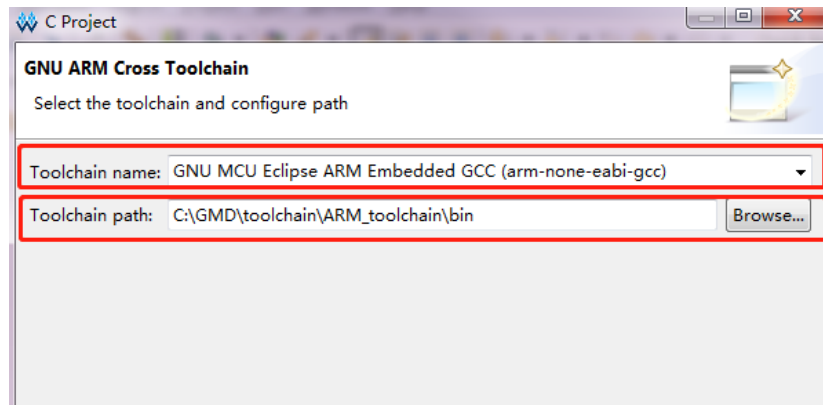 C Project
GNU ARM Cross Toolchain
Select the toolchain and configure path
Toolchain name: GNU MCU Eclipse ARM Embedded GCC (arm-none-eabi-gcc)
Toolchain path: C:\GMD\toolchain\ARM_toolchain\bin Browse...